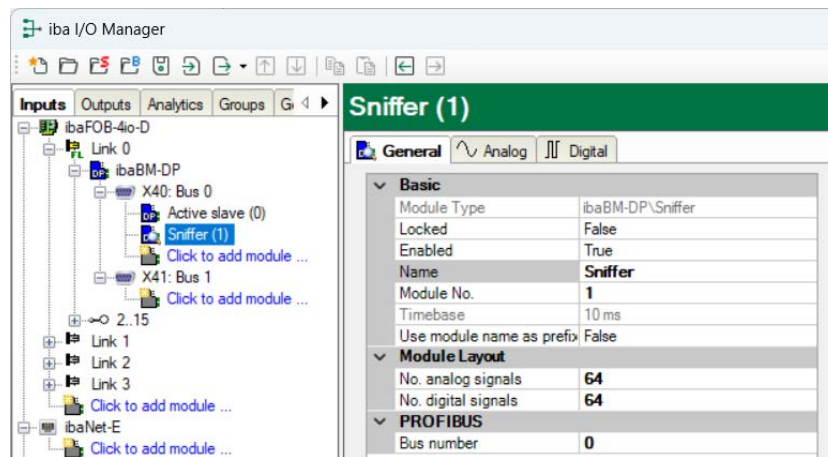 iba I/O Manager
Inputs Outputs Analytics Groups
ibaFOB-4io-D
Link 0
ibaBM-DP
X40: Bus 0
Active slave (0)
Sniffer (1)
Click to add module ...
X41: Bus 1
Click to add module ...
2..15
Link 1
Link 2
Link 3
Click to add module ...
ibaNet-E
Click to add module ...
Sniffer (1)
General Analog Digital
Basic
Module Type ibaBM-DP\Sniffer
Locked False
Enabled True
Name Sniffer
Module No. 1
Timebase 10 ms
Use module name as prefix False
Module Layout
No. analog signals 64
No. digital signals 64
PROFIBUS
Bus number 0